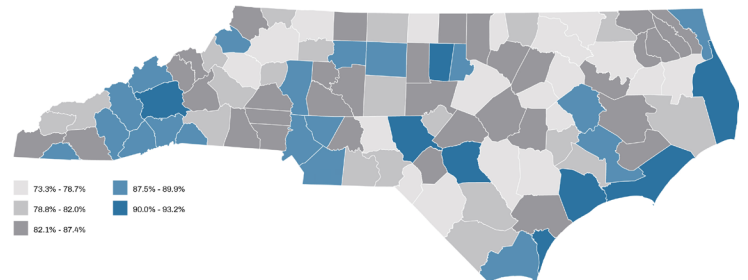 73.3% - 78.7%
78.8% - 82.0%
82.1% - 87.4%
87.5% - 89.9%
90.0% - 93.2%